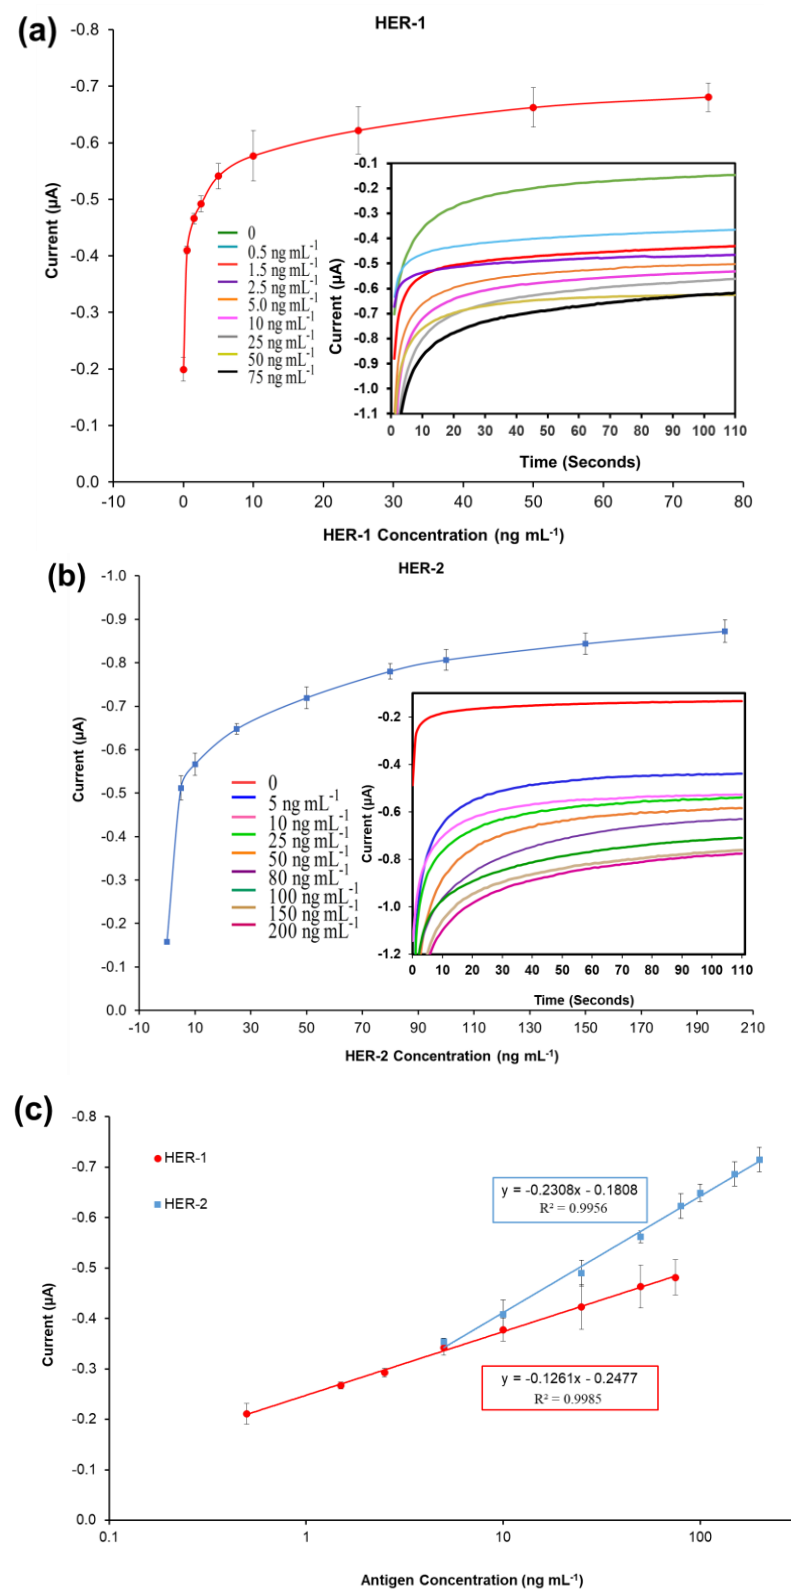 (a)
HER-1
-0.8
-0.7
-0.6
-0.5
-0.4
-0.3
-0.2
-0.1
0.0
Current (µA)
-10 0 10 20 30 40 50 60 70 80
HER-1 Concentration (ng mL-1)
0
0.5 ng mL-1
1.5 ng mL-1
2.5 ng mL-1
5.0 ng mL-1
10 ng mL-1
25 ng mL-1
50 ng mL-1
75 ng mL-1
-0.1
-0.2
-0.3
-0.4
-0.5
-0.6
-0.7
-0.8
-0.9
-1.0
-1.1
Current (µA)
0 10 20 30 40 50 60 70 80 90 100 110
Time (Seconds)
(b)
HER-2
-1.0
-0.9
-0.8
-0.7
-0.6
-0.5
-0.4
-0.3
-0.2
-0.1
0.0
Current (µA)
-10 10 30 50 70 90 110 130 150 170 190 210
HER-2 Concentration (ng mL-1)
0
5 ng mL-1
10 ng mL-1
25 ng mL-1
50 ng mL-1
80 ng mL-1
100 ng mL-1
150 ng mL-1
200 ng mL-1
-0.2
-0.4
-0.6
-0.8
-1.0
-1.2
Current (µA)
0 10 20 30 40 50 60 70 80 90 100 110
Time (Seconds)
(c)
-0.8
-0.7
-0.6
-0.5
-0.4
-0.3
-0.2
-0.1
0.0
Current (µA)
HER-1
HER-2
y = -0.2308x - 0.1808
R² = 0.9956
y = -0.1261x - 0.2477
R² = 0.9985
0.1 1 10 100
Antigen Concentration (ng mL-1)